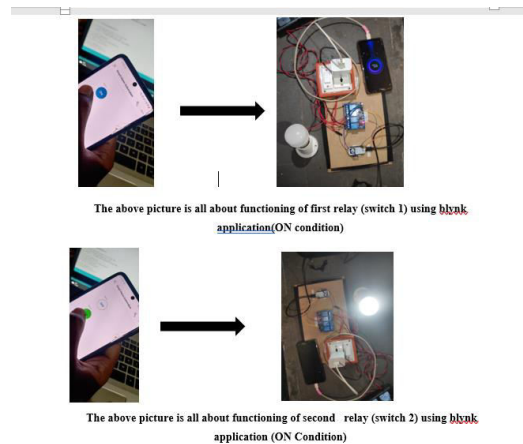 The above picture is all about functioning of first relay (switch 1) using blynk
application(ON condition)
The above picture is all about functioning of second relay (switch 2) using blynk
application (ON Condition)